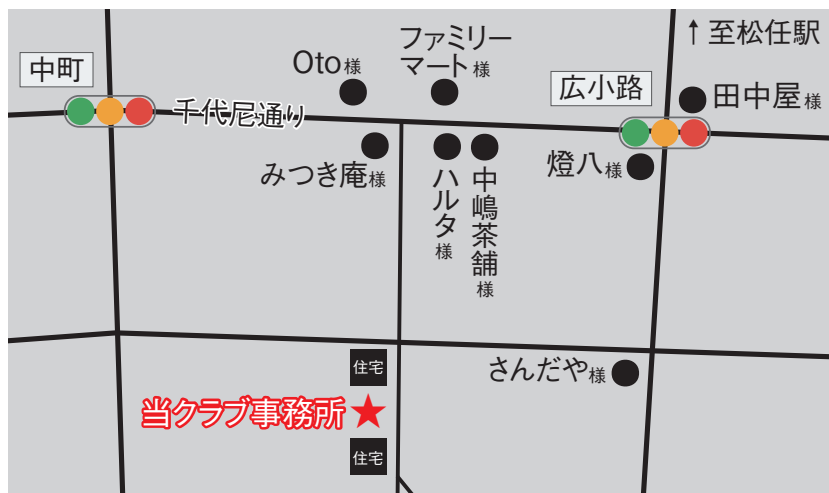 ↑至松任駅
ファミリー
マート様
Oto様
中町
広小路
田中屋様
千代尼通り
みつき庵様
ハルタ様
中嶋茶舗様
燈八様
住宅
さんだや様
当クラブ事務所
住宅